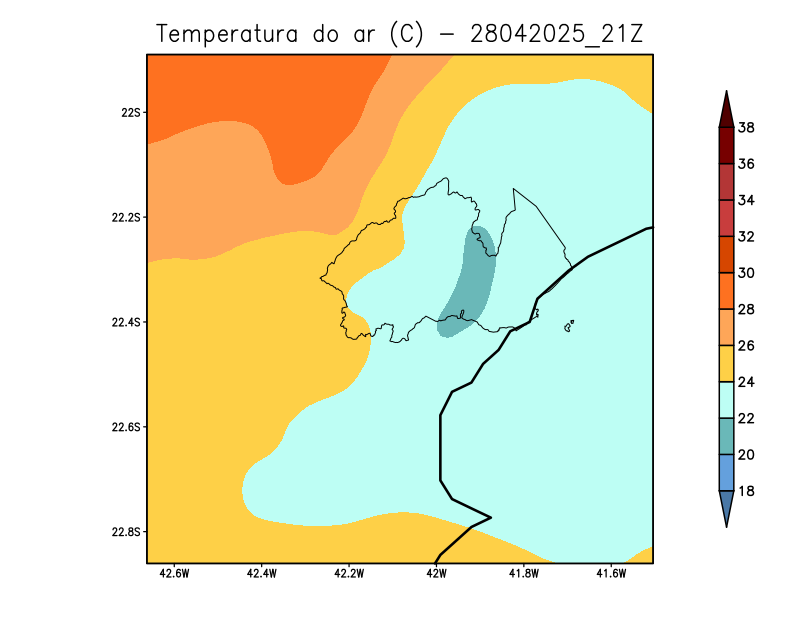 Temperatura do ar (C) - 28042025_21Z
22S
22.2S
22.4S
22.6S
22.8S
42.6W
42.4W
42.2W
42W
41.8W
41.6W
38
36
34
32
30
28
26
24
22
20
18